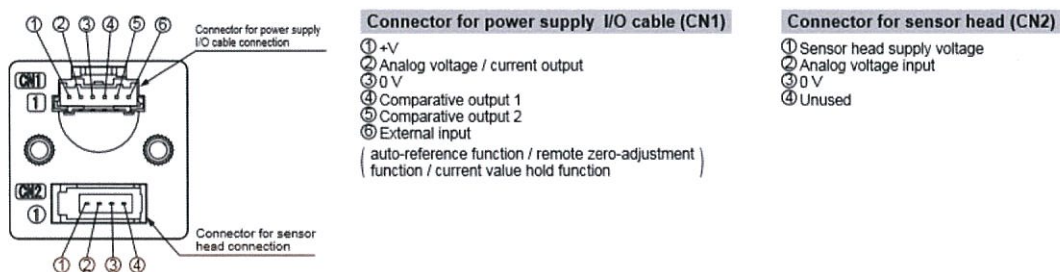 ① ② ③ ④ ⑤ ⑥
Connector for power supply
I/O cable connection
CN1
1
CN2
①
Connector for sensor
head connection
① ② ③ ④
Connector for power supply I/O cable (CN1)
① +V
② Analog voltage / current output
③ 0 V
④ Comparative output 1
⑤ Comparative output 2
⑥ External input
( auto-reference function / remote zero-adjustment
function / current value hold function )
Connector for sensor head (CN2)
① Sensor head supply voltage
② Analog voltage input
③ 0 V
④ Unused